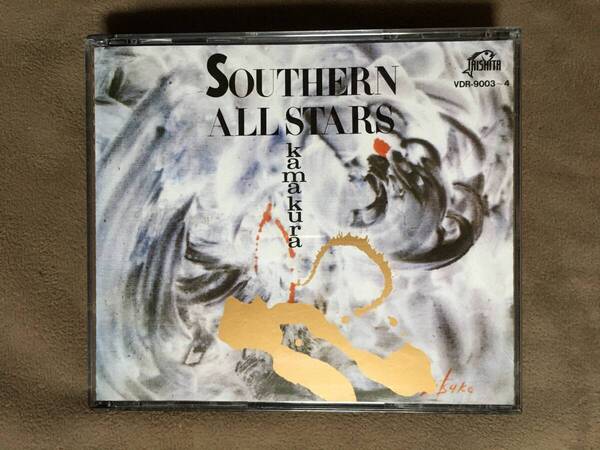 SOUTHERN
ALL STARS
kamakura
TAISHITA
VDR-9003~4